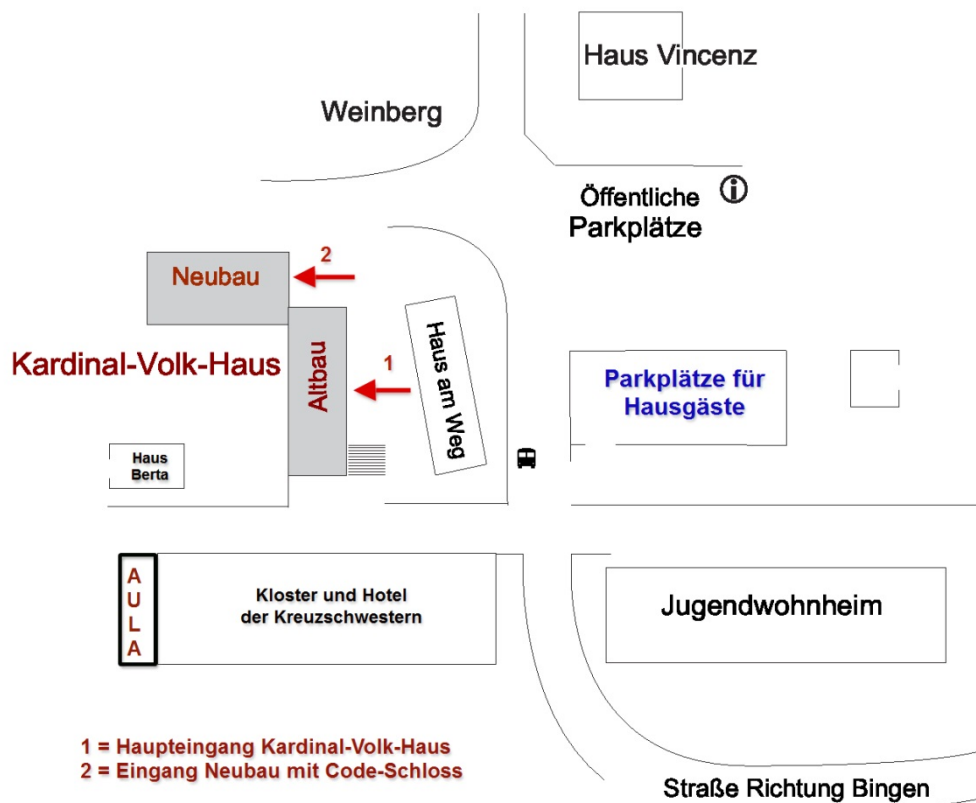 Haus Vincenz
Weinberg
Öffentliche
Parkplätze
2
Neubau
Kardinal-Volk-Haus
Altbau
1
Haus am Weg
Parkplätze für
Hausgäste
Haus
Berta
AULA
Kloster und Hotel
der Kreuzschwestern
Jugendwohnheim
1 = Haupteingang Kardinal-Volk-Haus
2 = Eingang Neubau mit Code-Schloss
Straße Richtung Bingen